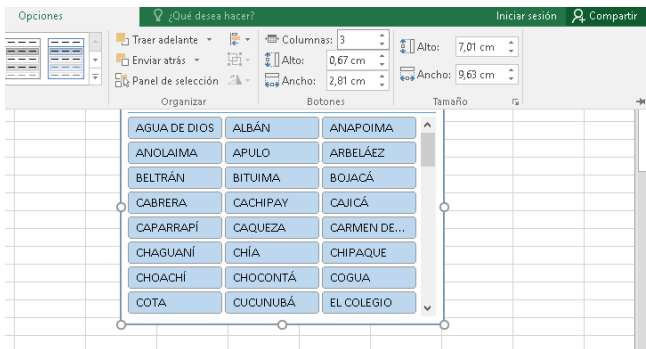 Opciones ¿Qué desea hacer? Iniciar sesión Compartir
Traer adelante Columnas: 3 Alto: 7,01 cm
Enviar atrás Alto: 0,67 cm
Panel de selección Ancho: 2,81 cm Ancho: 9,63 cm
Organizar Botones Tamaño
AGUA DE DIOS ALBÁN ANAPOIMA
ANOLAIMA APULO ARBELÁEZ
BELTRÁN BITUIMA BOJACÁ
CABRERA CACHIPAY CAJICÁ
CAPARRAPÍ CAQUEZA CARMEN DE...
CHAGUANÍ CHÍA CHIPAQUE
CHOACHÍ CHOCONTÁ COGUA
COTA CUCUNUBÁ EL COLEGIO